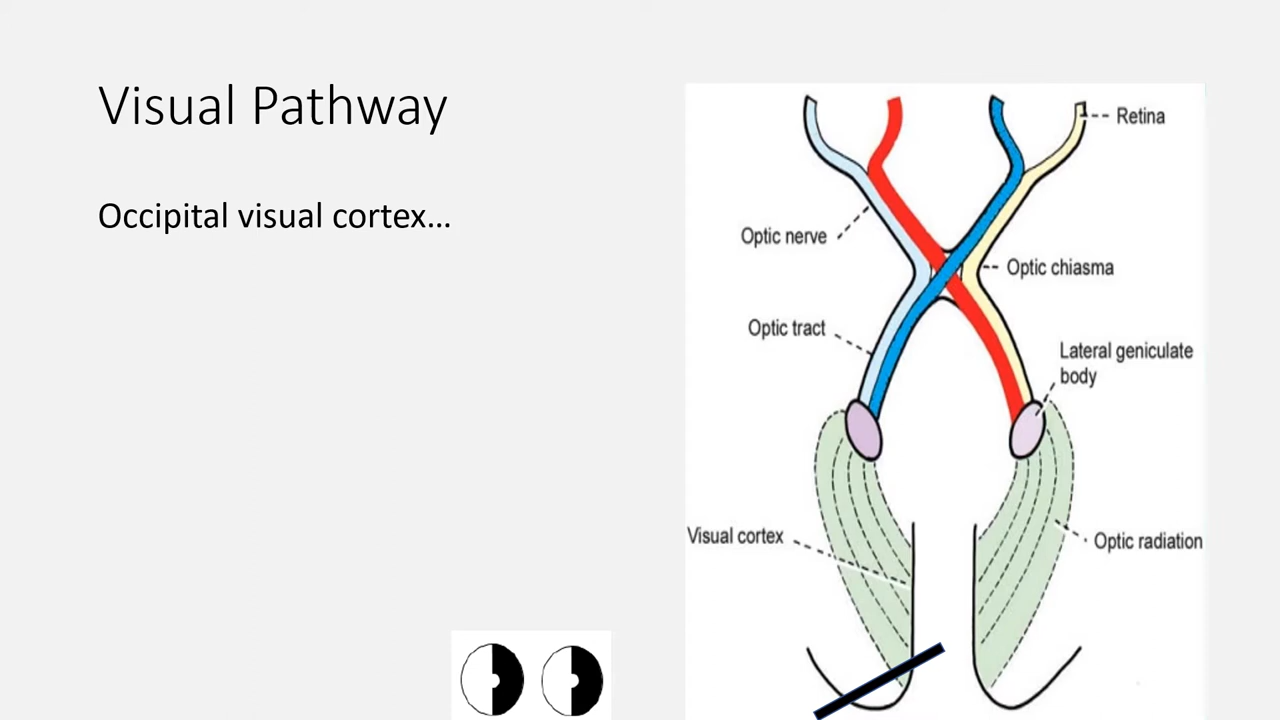 Visual Pathway
Occipital visual cortex...
Retina
Optic nerve
Optic chiasma
Optic tract
Lateral geniculate
body
Visual cortex
Optic radiation